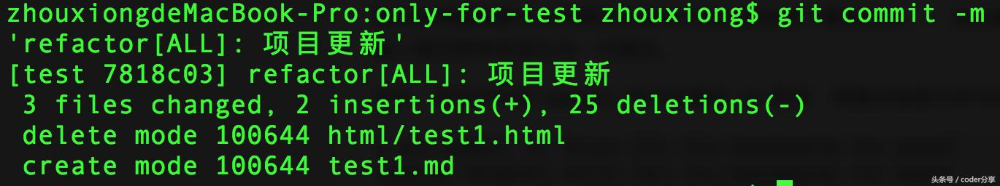 zhouxiongdeMacBook-Pro:only-for-test zhouxiong$ git commit -m
'refactor[ALL]: 项目更新'
[test 7818c03] refactor[ALL]: 项目更新
3 files changed, 2 insertions(+), 25 deletions(-)
delete mode 100644 html/test1.html
create mode 100644 test1.md
头条号 / coder分享